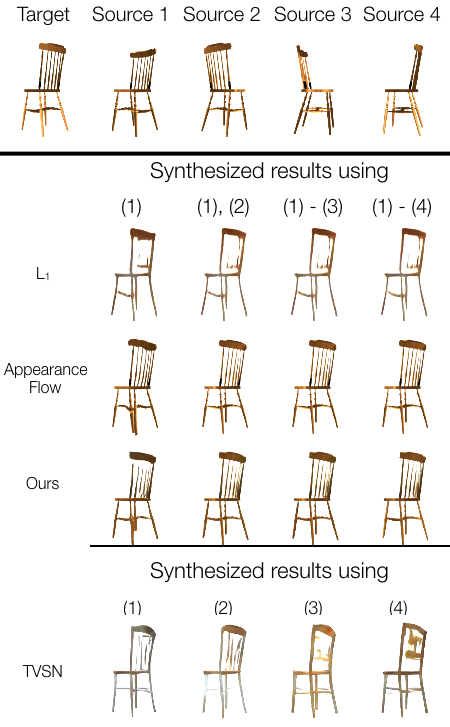 Target Source 1 Source 2 Source 3 Source 4
Synthesized results using
(1) (1), (2) (1) - (3) (1) - (4)
L₁
Appearance
Flow
Ours
Synthesized results using
(1) (2) (3) (4)
TVSN